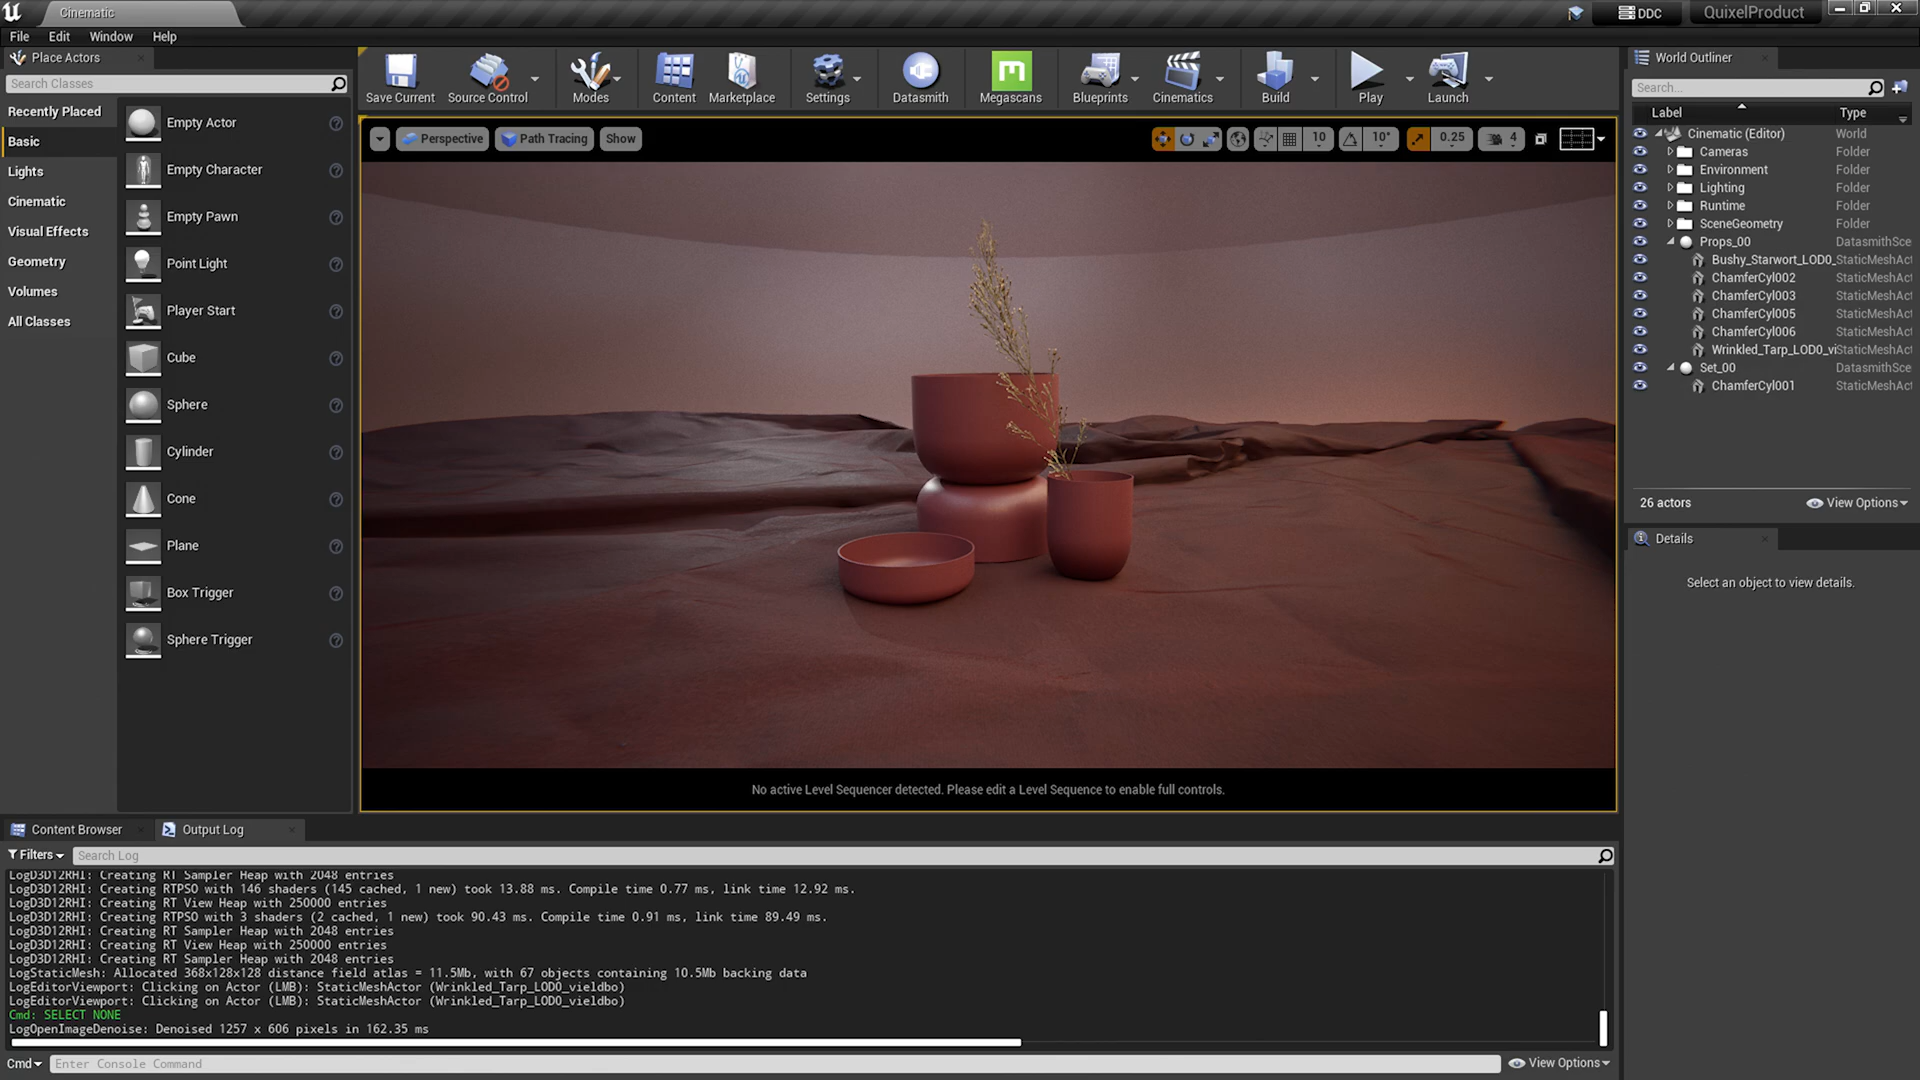 Cinematic
DDC
QuixelProduct
File Edit Window Help
Place Actors
Search Classes
Recently Placed
Basic
Lights
Cinematic
Visual Effects
Geometry
Volumes
All Classes
Empty Actor
Empty Character
Empty Pawn
Point Light
Player Start
Cube
Sphere
Cylinder
Cone
Plane
Box Trigger
Sphere Trigger
Save Current Source Control Modes Content Marketplace Settings Datasmith Megascans Blueprints Cinematics Build Play Launch
Perspective Path Tracing Show 10 10° 0.25 4
No active Level Sequencer detected. Please edit a Level Sequence to enable full controls.
World Outliner
Search...
Label Type
Cinematic (Editor) World
Cameras Folder
Environment Folder
Lighting Folder
Runtime Folder
SceneGeometry Folder
Props_00 DatasmithSce
Bushy_Starwort_LOD0_ StaticMeshAct
ChamferCyl002 StaticMeshAct
ChamferCyl003 StaticMeshAct
ChamferCyl005 StaticMeshAct
ChamferCyl006 StaticMeshAct
Wrinkled_Tarp_LOD0_vi StaticMeshAct
Set_00 DatasmithSce
ChamferCyl001 StaticMeshAct
26 actors View Options
Details
Select an object to view details.
Content Browser Output Log
Filters Search Log
LogD3D12RHI: Creating RT Sampler Heap with 2048 entries
LogD3D12RHI: Creating RTPSO with 146 shaders (145 cached, 1 new) took 13.88 ms. Compile time 0.77 ms, link time 12.92 ms.
LogD3D12RHI: Creating RT View Heap with 250000 entries
LogD3D12RHI: Creating RTPSO with 3 shaders (2 cached, 1 new) took 90.43 ms. Compile time 0.91 ms, link time 89.49 ms.
LogD3D12RHI: Creating RT Sampler Heap with 2048 entries
LogD3D12RHI: Creating RT View Heap with 250000 entries
LogD3D12RHI: Creating RT Sampler Heap with 2048 entries
LogStaticMesh: Allocated 368x128x128 distance field atlas = 11.5Mb, with 67 objects containing 10.5Mb backing data
LogEditorViewport: Clicking on Actor (LMB): StaticMeshActor (Wrinkled_Tarp_LOD0_vieldbo)
LogEditorViewport: Clicking on Actor (LMB): StaticMeshActor (Wrinkled_Tarp_LOD0_vieldbo)
Cmd: SELECT NONE
LogOpenImageDenoise: Denoised 1257 x 606 pixels in 162.35 ms
Cmd Enter Console Command View Options